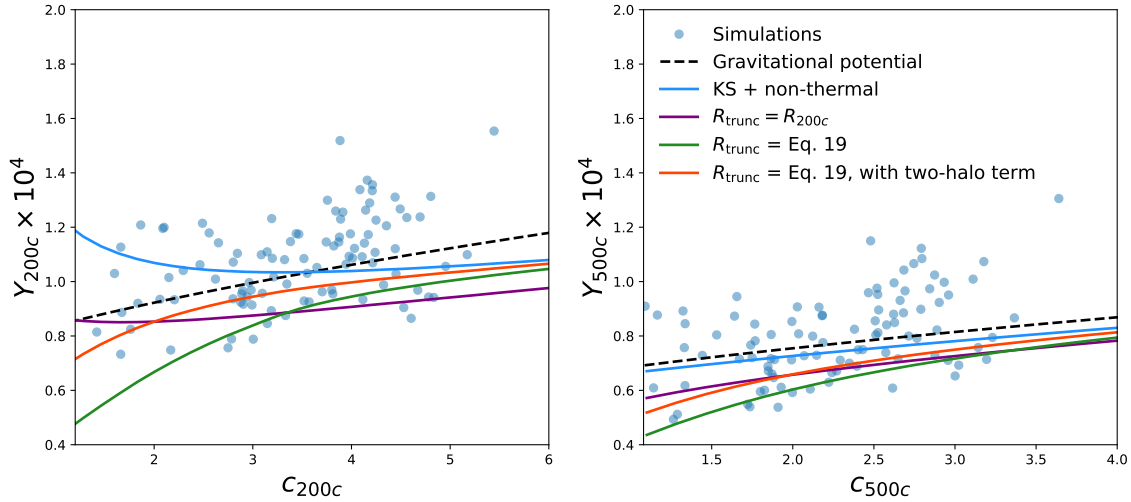 2.0
1.8
1.6
1.4
1.2
1.0
0.8
0.6
0.4
Y200c × 10^4
2 3 4 5 6
c200c
2.0
1.8
1.6
1.4
1.2
1.0
0.8
0.6
0.4
Y500c × 10^4
1.5 2.0 2.5 3.0 3.5 4.0
c500c
Simulations
Gravitational potential
KS + non-thermal
Rtrunc = R200c
Rtrunc = Eq. 19
Rtrunc = Eq. 19, with two-halo term